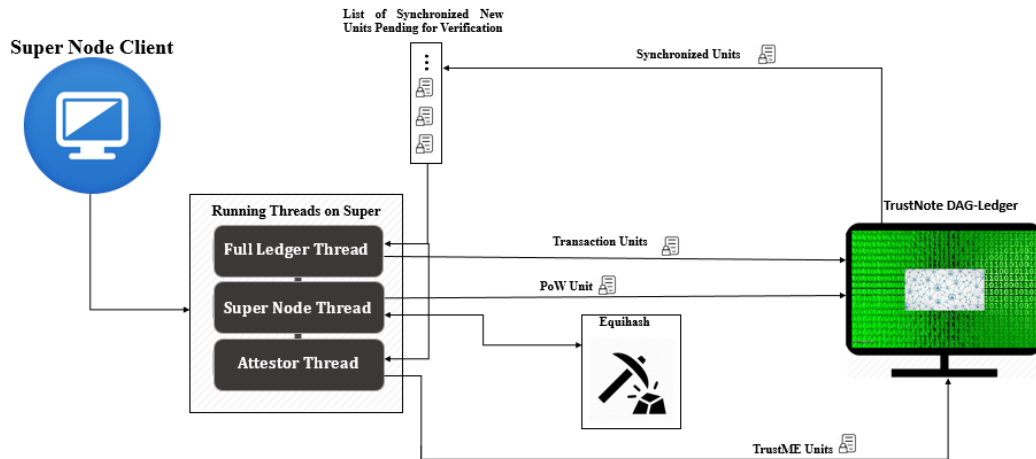 List of Synchronized New
Units Pending for Verification
Super Node Client
Synchronized Units
Running Threads on Super
TrustNote DAG-Ledger
Full Ledger Thread
Transaction Units
PoW Unit
Super Node Thread
Equihash
Attestor Thread
TrustME Units